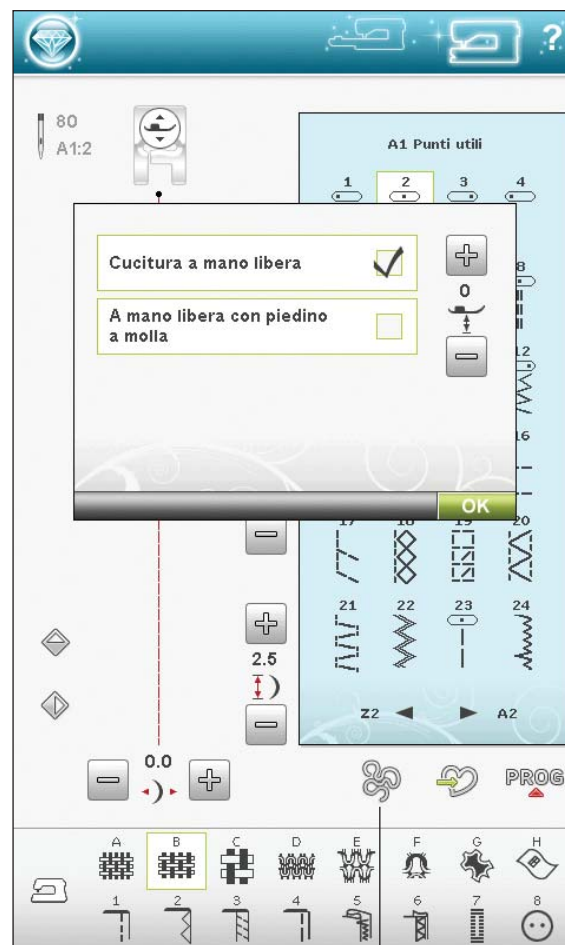 ?
80
A1:2
A1 Punti utili
1 2 3 4
Cucitura a mano libera
0
8
A mano libera con piedino
a molla
12
16
OK
17 18 19 20
21 22 23 24
2.5
Z2 A2
0.0
PROG
A B C D E F G H
1 2 3 4 5 6 7 8